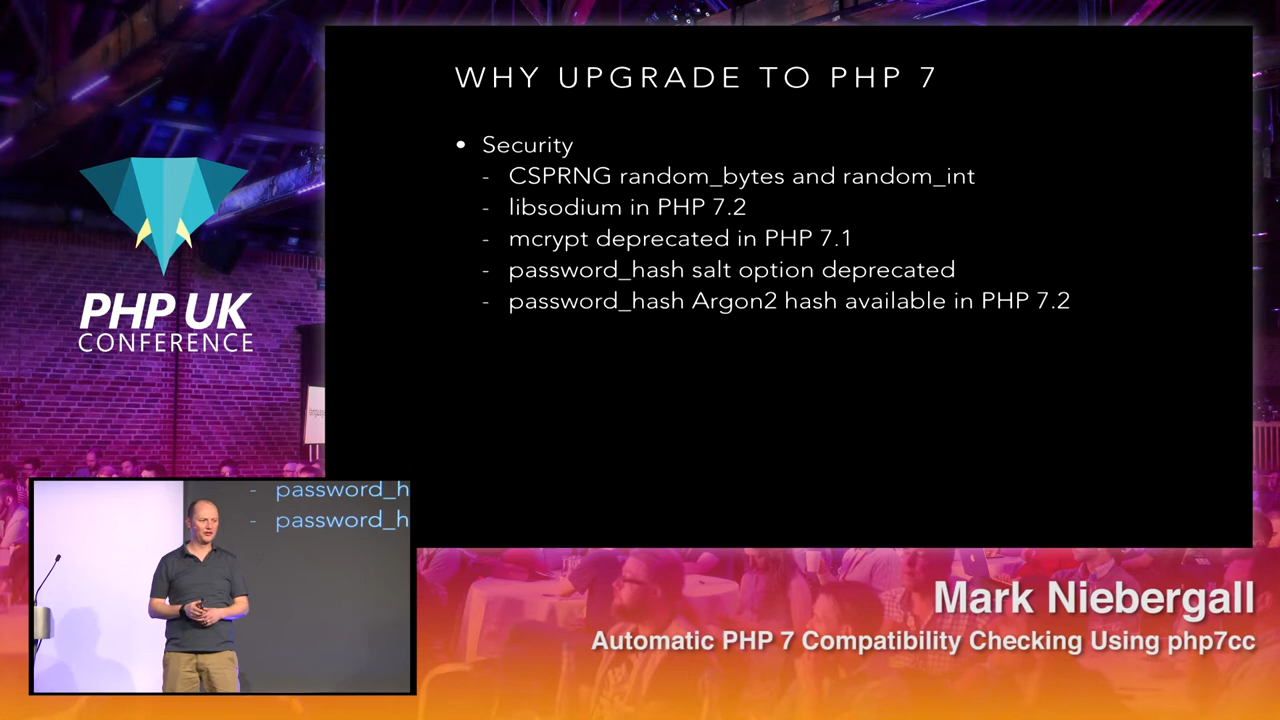 WHY UPGRADE TO PHP 7
• Security
- CSPRNG random_bytes and random_int
- libsodium in PHP 7.2
- mcrypt deprecated in PHP 7.1
- password_hash salt option deprecated
- password_hash Argon2 hash available in PHP 7.2
PHP UK
CONFERENCE
- password_h
- password_h
Mark Niebergall
Automatic PHP 7 Compatibility Checking Using php7cc